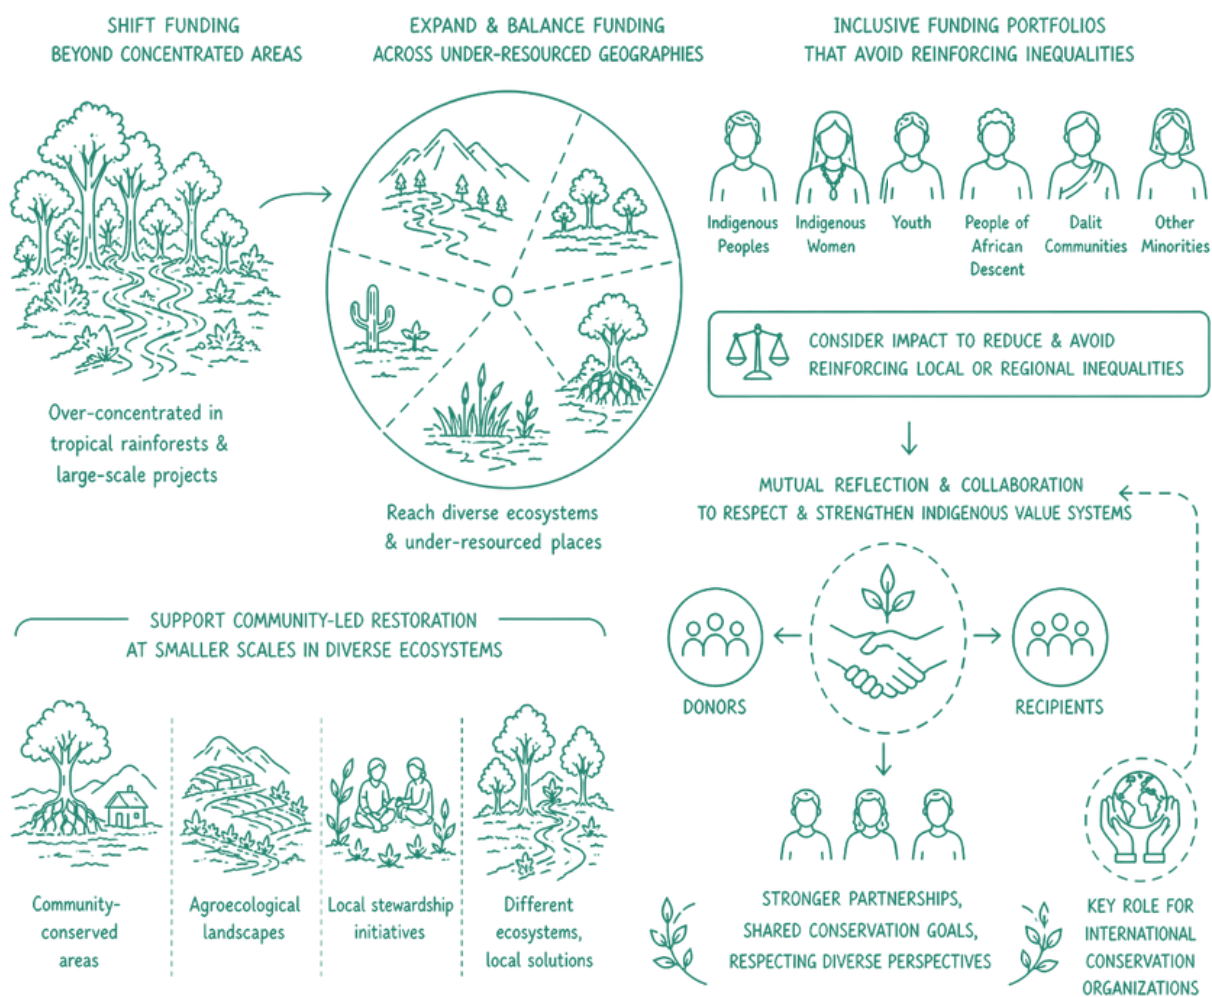 SHIFT FUNDING
BEYOND CONCENTRATED AREAS
Over-concentrated in
tropical rainforests &
large-scale projects
EXPAND & BALANCE FUNDING
ACROSS UNDER-RESOURCED GEOGRAPHIES
Reach diverse ecosystems
& under-resourced places
INCLUSIVE FUNDING PORTFOLIOS
THAT AVOID REINFORCING INEQUALITIES
Indigenous
Peoples
Indigenous
Women
Youth
People of
African
Descent
Dalit
Communities
Other
Minorities
CONSIDER IMPACT TO REDUCE & AVOID
REINFORCING LOCAL OR REGIONAL INEQUALITIES
MUTUAL REFLECTION & COLLABORATION
TO RESPECT & STRENGTHEN INDIGENOUS VALUE SYSTEMS
DONORS
RECIPIENTS
STRONGER PARTNERSHIPS,
SHARED CONSERVATION GOALS,
RESPECTING DIVERSE PERSPECTIVES
KEY ROLE FOR
INTERNATIONAL
CONSERVATION
ORGANIZATIONS
SUPPORT COMMUNITY-LED RESTORATION
AT SMALLER SCALES IN DIVERSE ECOSYSTEMS
Community-
conserved
areas
Agroecological
landscapes
Local stewardship
initiatives
Different
ecosystems,
local solutions